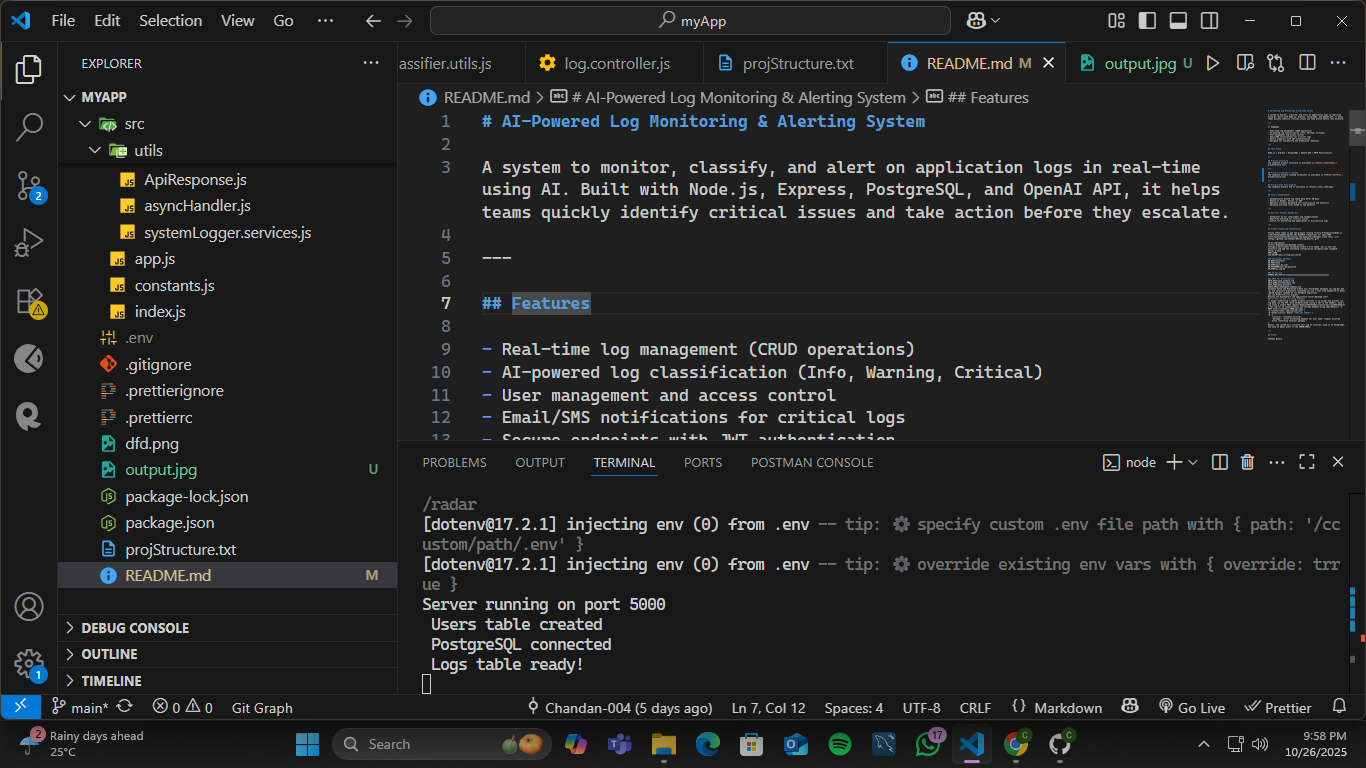 File Edit Selection View Go ··· myApp
EXPLORER ···
MYAPP
src
utils
ApiResponse.js
asyncHandler.js
systemLogger.services.js
app.js
constants.js
index.js
.env
.gitignore
.prettierignore
.prettierrc
dfd.png
output.jpg U
package-lock.json
package.json
projStructure.txt
README.md M
DEBUG CONSOLE
OUTLINE
TIMELINE
assifier.utils.js log.controller.js projStructure.txt README.md M output.jpg U
README.md > # AI-Powered Log Monitoring & Alerting System > ## Features
1 # AI-Powered Log Monitoring & Alerting System
2
3 A system to monitor, classify, and alert on application logs in real-time
using AI. Built with Node.js, Express, PostgreSQL, and OpenAI API, it helps
teams quickly identify critical issues and take action before they escalate.
4
5 ---
6
7 ## Features
8
9 - Real-time log management (CRUD operations)
10 - AI-powered log classification (Info, Warning, Critical)
11 - User management and access control
12 - Email/SMS notifications for critical logs
13 - Secure endpoints with JWT authentication
PROBLEMS OUTPUT TERMINAL PORTS POSTMAN CONSOLE node
/radar
[dotenv@17.2.1] injecting env (0) from .env -- tip: ⚙ specify custom .env file path with { path: '/cc
ustom/path/.env' }
[dotenv@17.2.1] injecting env (0) from .env -- tip: ⚙ override existing env vars with { override: trr
ue }
Server running on port 5000
Users table created
PostgreSQL connected
Logs table ready!
2
1
main* 0 0 Git Graph Chandan-004 (5 days ago) Ln 7, Col 12 Spaces: 4 UTF-8 CRLF {} Markdown Go Live Prettier
2 Rainy days ahead
25°C
Search
17
C
C
9:58 PM
10/26/2025